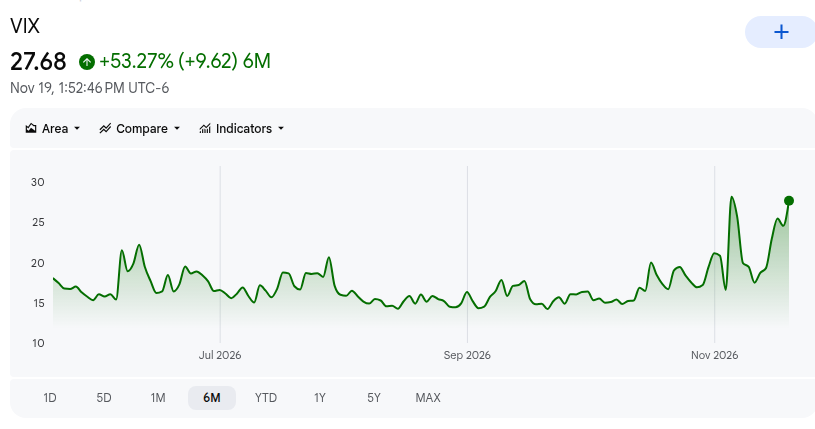 VIX
27.68 +53.27% (+9.62) 6M
Nov 19, 1:52:46 PM UTC-6
Area Compare Indicators
30
25
20
15
10
Jul 2026 Sep 2026 Nov 2026
1D 5D 1M 6M YTD 1Y 5Y MAX